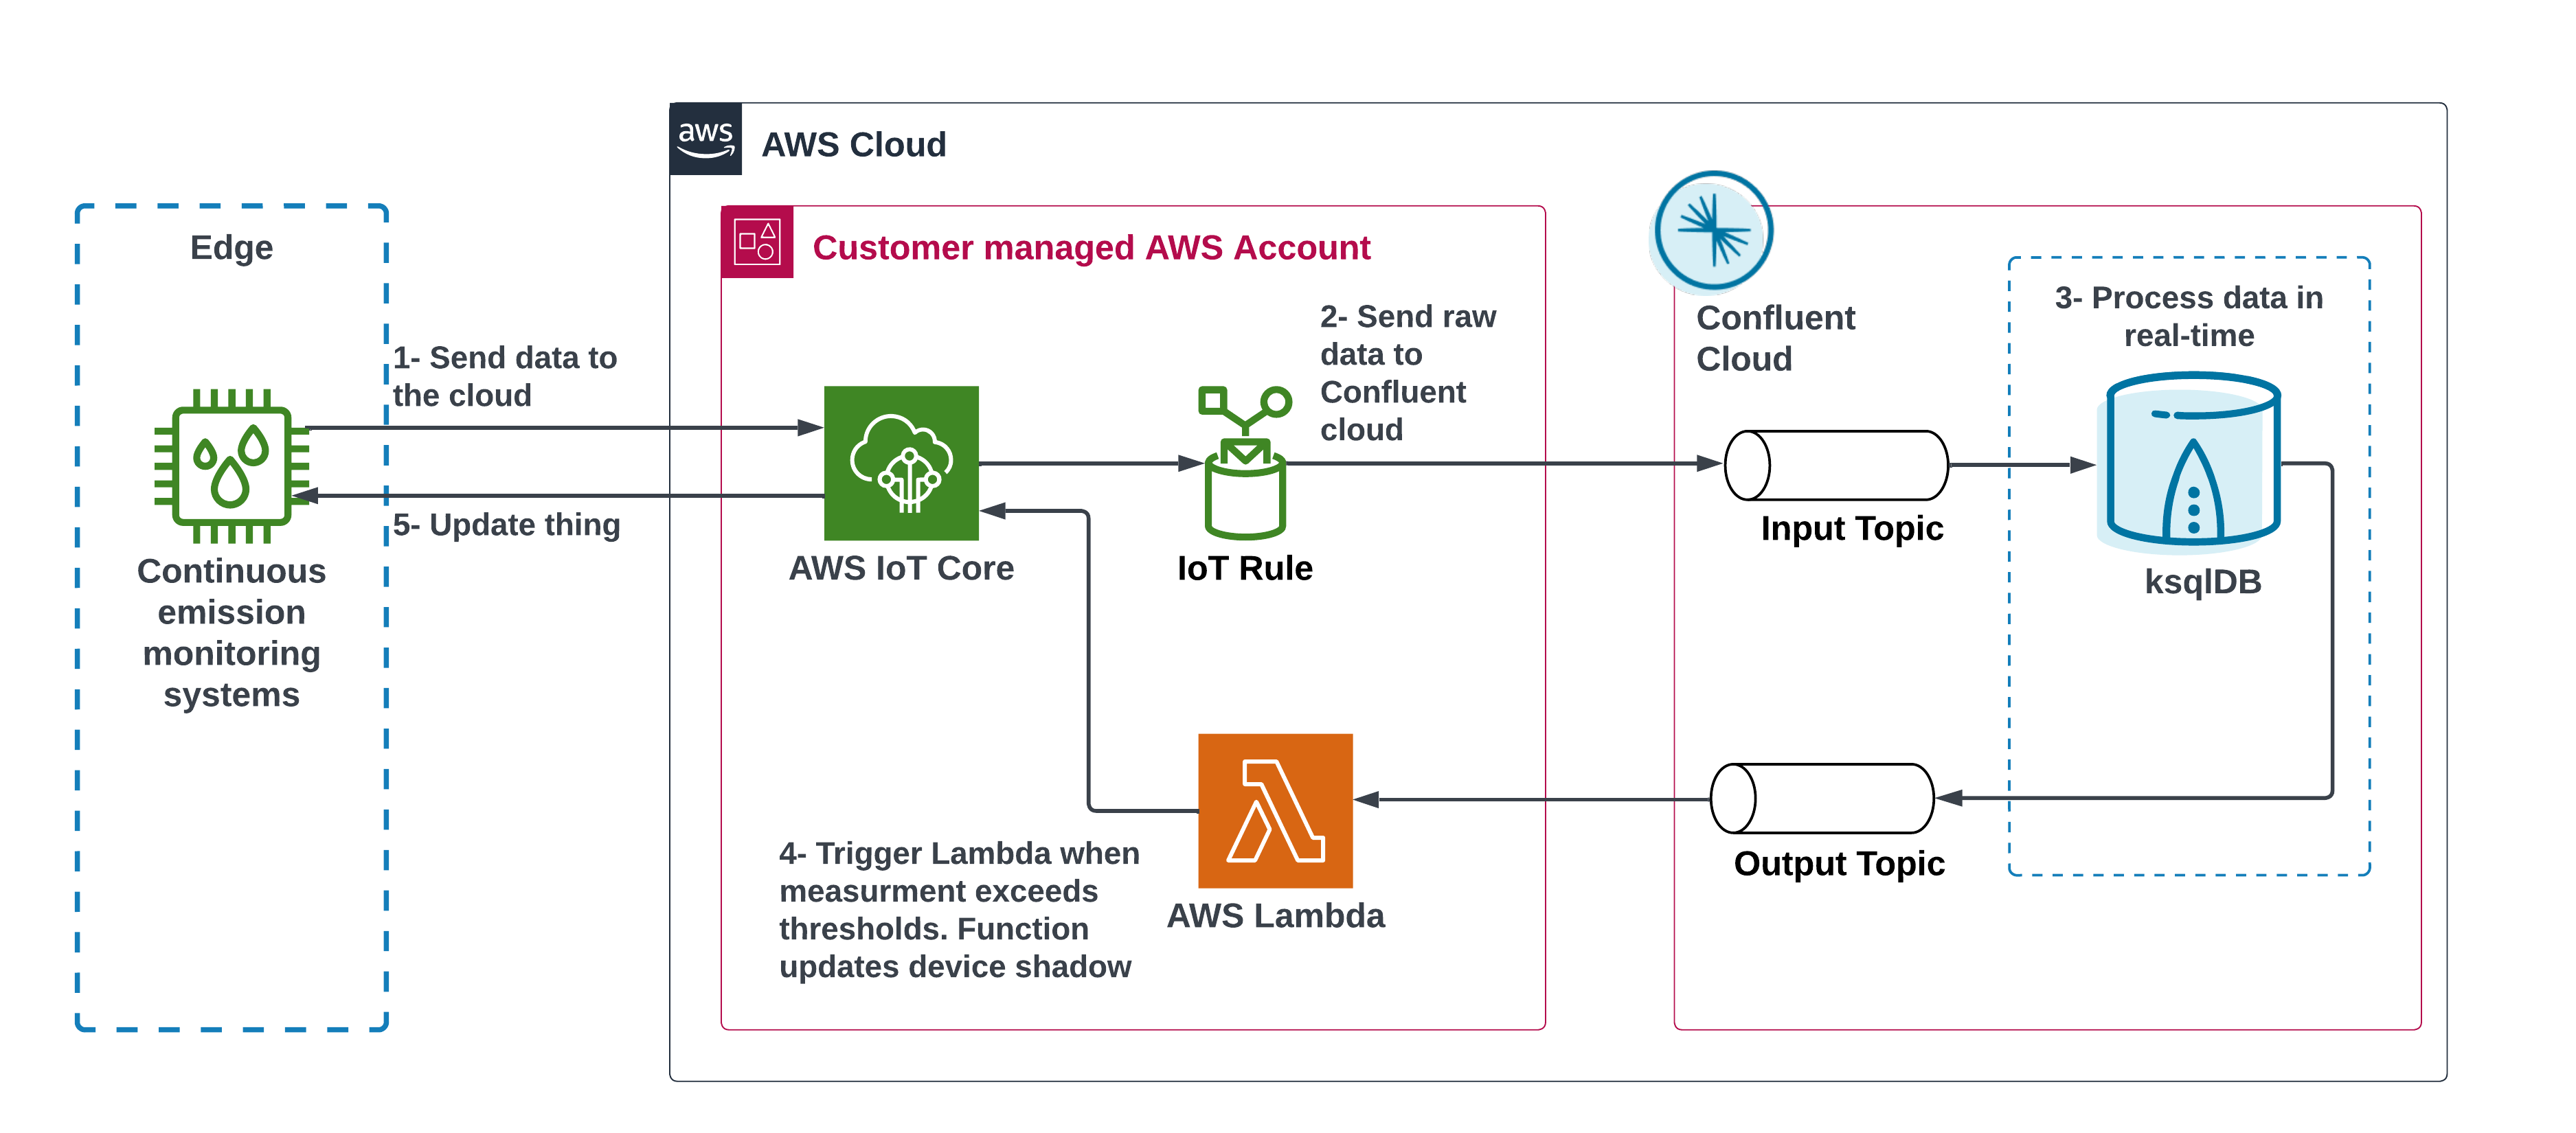 aws
AWS Cloud
Edge
Customer managed AWS Account
1- Send data to
the cloud
5- Update thing
Continuous
emission
monitoring
systems
AWS IoT Core
IoT Rule
2- Send raw
data to
Confluent
cloud
Confluent
Cloud
Input Topic
3- Process data in
real-time
ksqlDB
4- Trigger Lambda when
measurment exceeds
thresholds. Function
updates device shadow
AWS Lambda
Output Topic